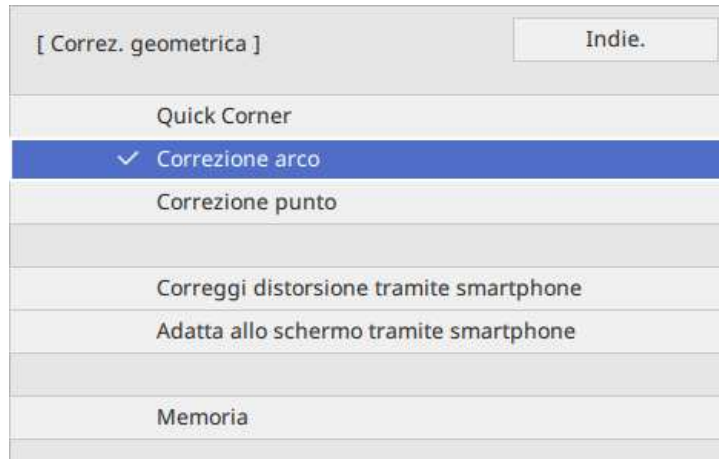 [ Correz. geometrica ]
Indie.
Quick Corner
Correzione arco
Correzione punto
Correggi distorsione tramite smartphone
Adatta allo schermo tramite smartphone
Memoria